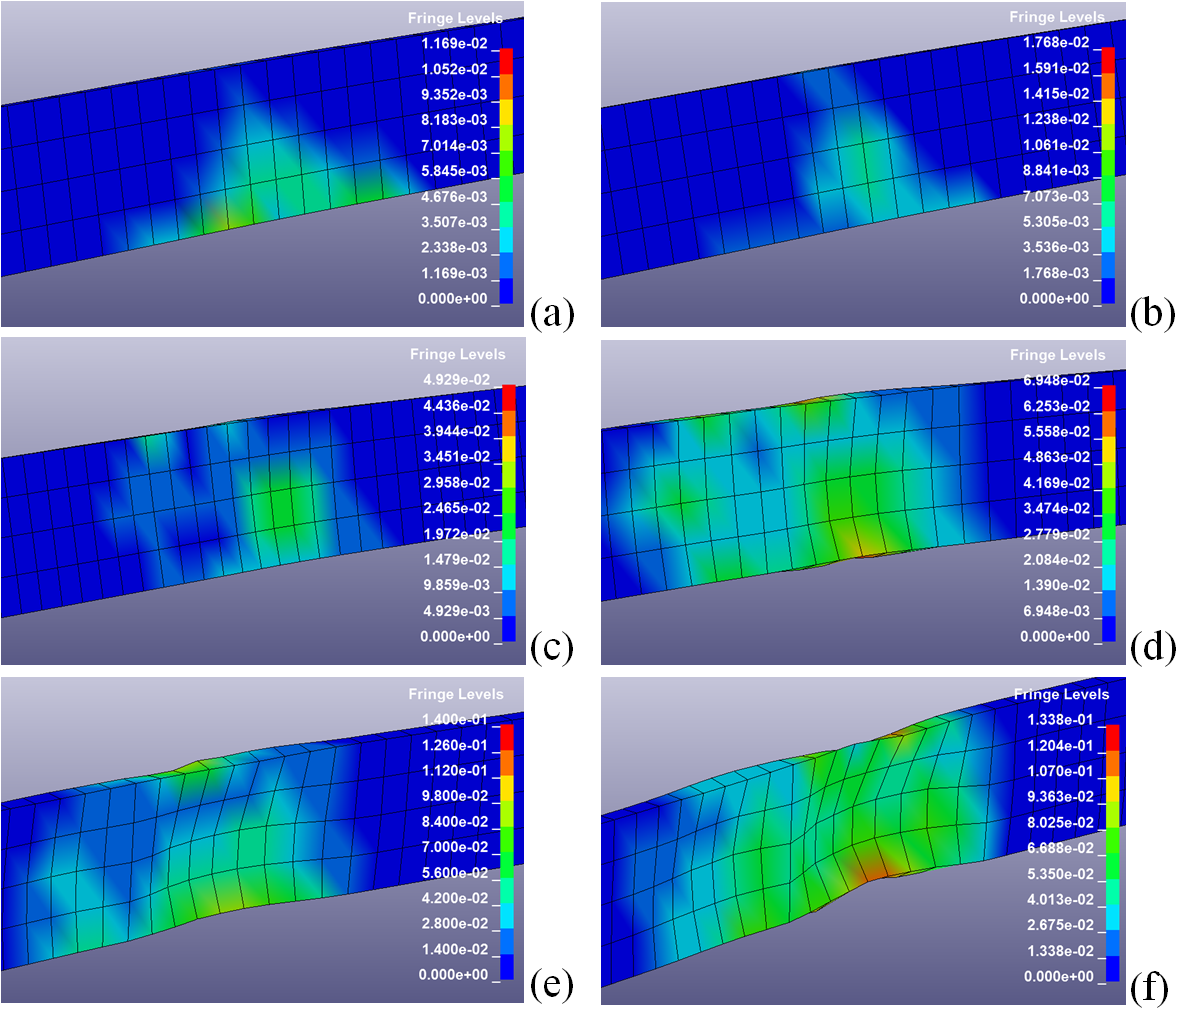 Fringe Levels
1.169e-02
1.052e-02
9.352e-03
8.183e-03
7.014e-03
5.845e-03
4.676e-03
3.507e-03
2.338e-03
1.169e-03
0.000e+00
(a)
Fringe Levels
1.768e-02
1.591e-02
1.415e-02
1.238e-02
1.061e-02
8.841e-03
7.073e-03
5.305e-03
3.536e-03
1.768e-03
0.000e+00
(b)
Fringe Levels
4.929e-02
4.436e-02
3.944e-02
3.451e-02
2.958e-02
2.465e-02
1.972e-02
1.479e-02
9.859e-03
4.929e-03
0.000e+00
(c)
Fringe Levels
6.948e-02
6.253e-02
5.558e-02
4.863e-02
4.169e-02
3.474e-02
2.779e-02
2.084e-02
1.390e-02
6.948e-03
0.000e+00
(d)
Fringe Levels
1.400e-01
1.260e-01
1.120e-01
9.800e-02
8.400e-02
7.000e-02
5.600e-02
4.200e-02
2.800e-02
1.400e-02
0.000e+00
(e)
Fringe Levels
1.338e-01
1.204e-01
1.070e-01
9.363e-02
8.025e-02
6.688e-02
5.350e-02
4.013e-02
2.675e-02
1.338e-02
0.000e+00
(f)